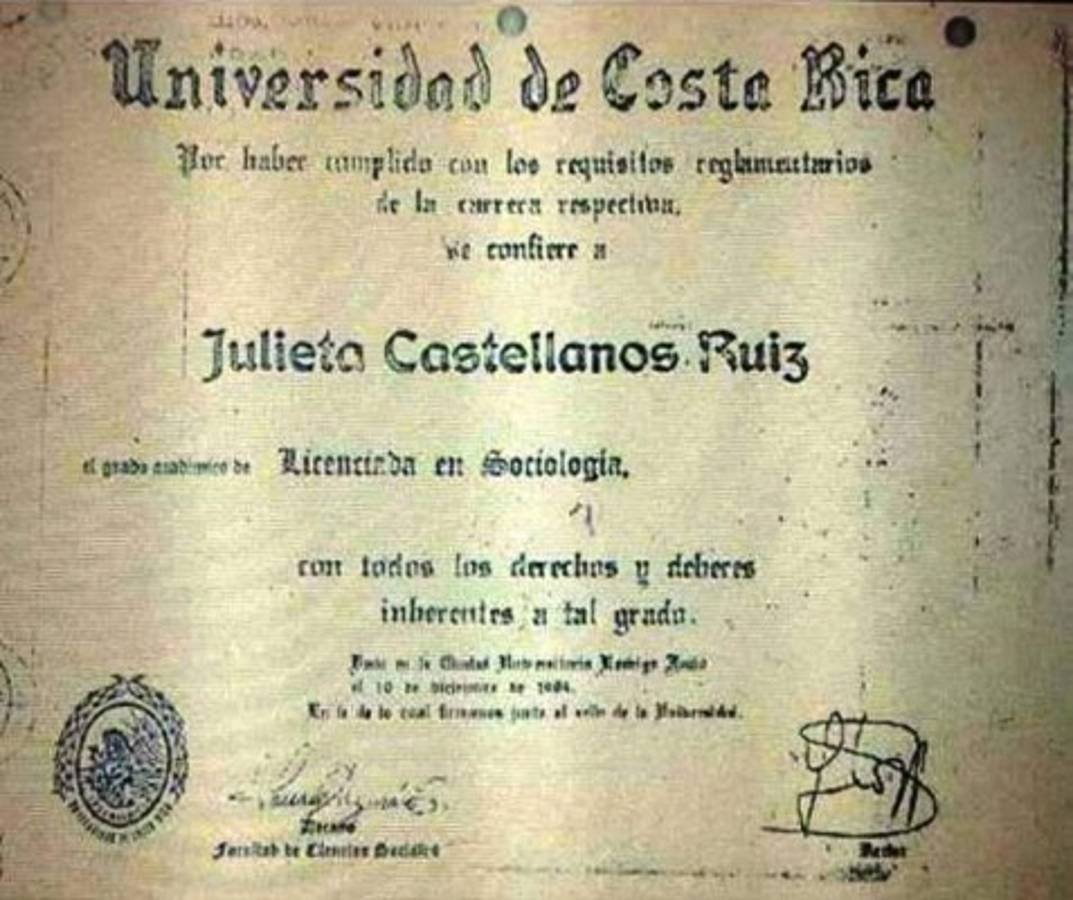 Universidad de Costa Rica
Por haber cumplido con los requisitos reglamentarios
de la carrera respectiva,
se confiere a
Julieta Castellanos Ruiz
el grado académico de Licenciada en Sociología,
con todos los derechos y deberes
inherentes a tal grado.
Dado en la Ciudad Universitaria Rodrigo Facio
el 10 de diciembre de 1984.
En fe de lo cual firmamos junto al sello de la Universidad.
Decano
Facultad de Ciencias Sociales
Rector